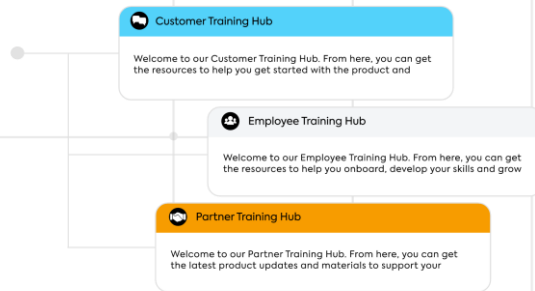 Customer Training Hub
Welcome to our Customer Training Hub. From here, you can get
the resources to help you get started with the product and
Employee Training Hub
Welcome to our Employee Training Hub. From here, you can get
the resources to help you onboard, develop your skills and grow
Partner Training Hub
Welcome to our Partner Training Hub. From here, you can get
the latest product updates and materials to support your